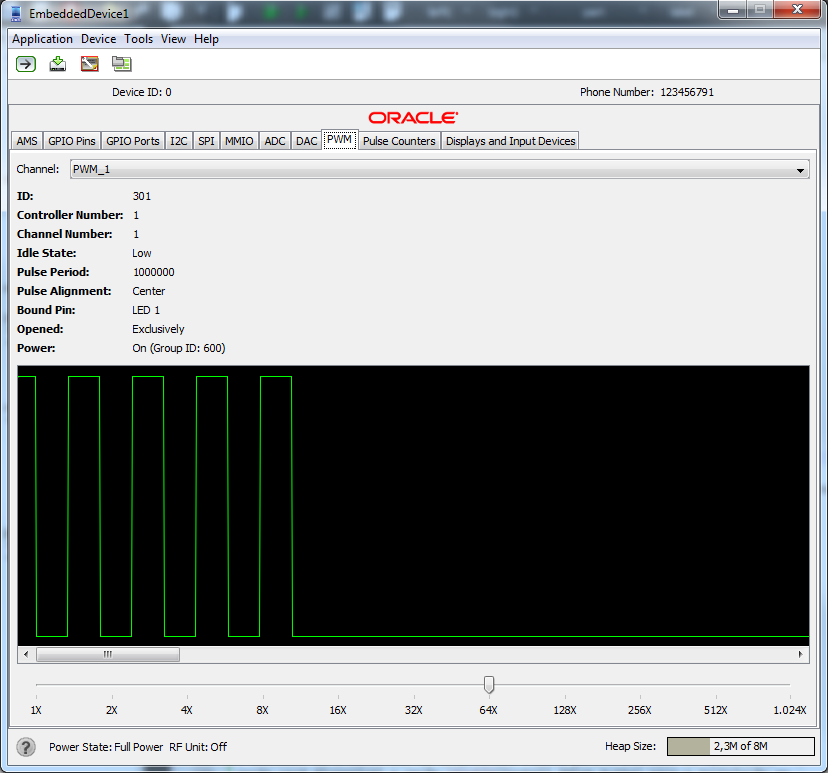 EmbeddedDevice1
Application Device Tools View Help
Device ID: 0 Phone Number: 123456791
ORACLE
AMS GPIO Pins GPIO Ports I2C SPI MMIO ADC DAC PWM Pulse Counters Displays and Input Devices
Channel: PWM_1
ID: 301
Controller Number: 1
Channel Number: 1
Idle State: Low
Pulse Period: 1000000
Pulse Alignment: Center
Bound Pin: LED 1
Opened: Exclusively
Power: On (Group ID: 600)
1X 2X 4X 8X 16X 32X 64X 128X 256X 512X 1.024X
Power State: Full Power RF Unit: Off Heap Size: 2,3M of 8M